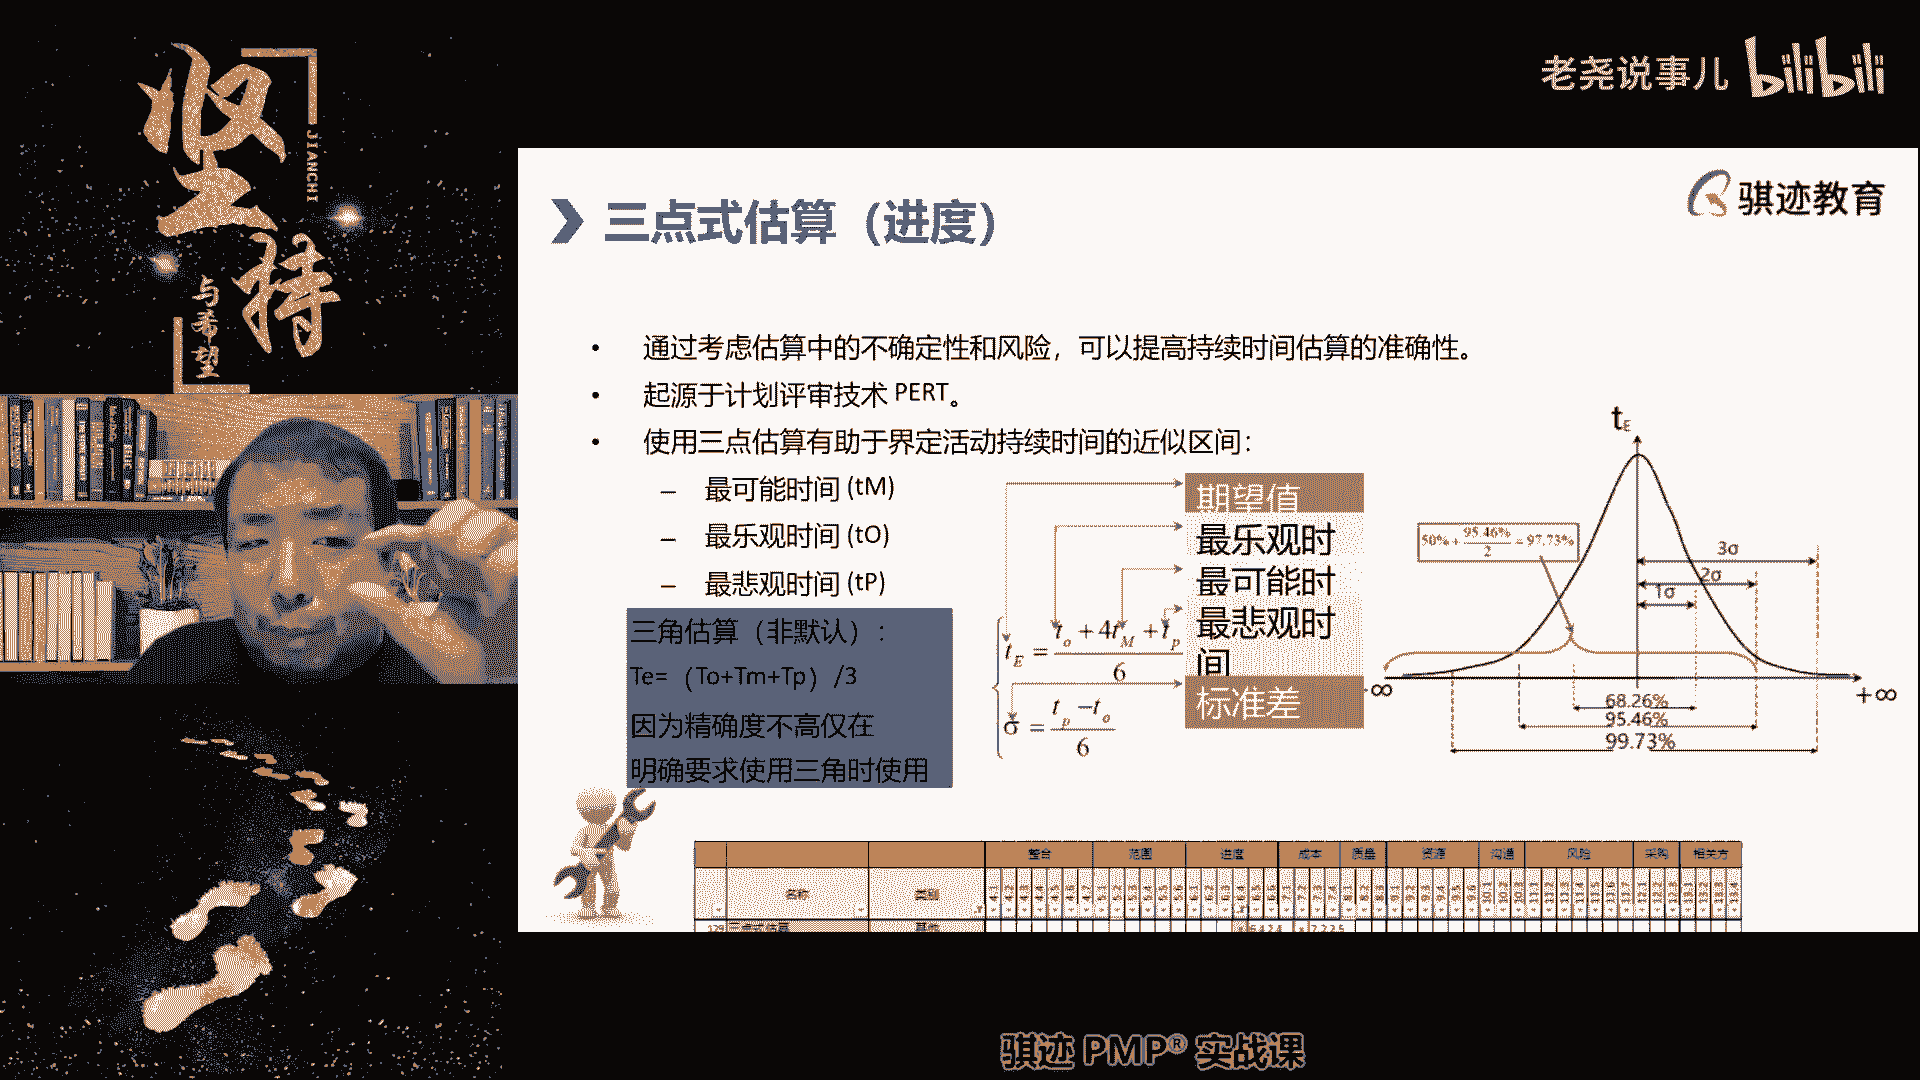 坚持
JIANCHI
与希望
老尧说事儿 bilibili
骐迹教育
三点式估算（进度）
• 通过考虑估算中的不确定性和风险，可以提高持续时间估算的准确性。
• 起源于计划评审技术 PERT。
• 使用三点估算有助于界定活动持续时间的近似区间：
– 最可能时间 (tM)
– 最乐观时间 (tO)
– 最悲观时间 (tP)
三角估算（非默认）：
Te=（To+Tm+Tp）/3
因为精确度不高仅在
明确要求使用三角时使用
期望值
最乐观时
最可能时
最悲观时
间
标准差
t_E = (t_o + 4t_M + t_p) / 6
σ = (t_p − t_o) / 6
t_E
50% + 95.46%/2 = 97.73%
3σ
2σ
1σ
∞
+∞
68.26%
95.46%
99.73%
整合 范围 进度 成本 质量 资源 沟通 风险 采购 相关方
名称 类别
129 三点式估算
骐迹 PMP® 实战课